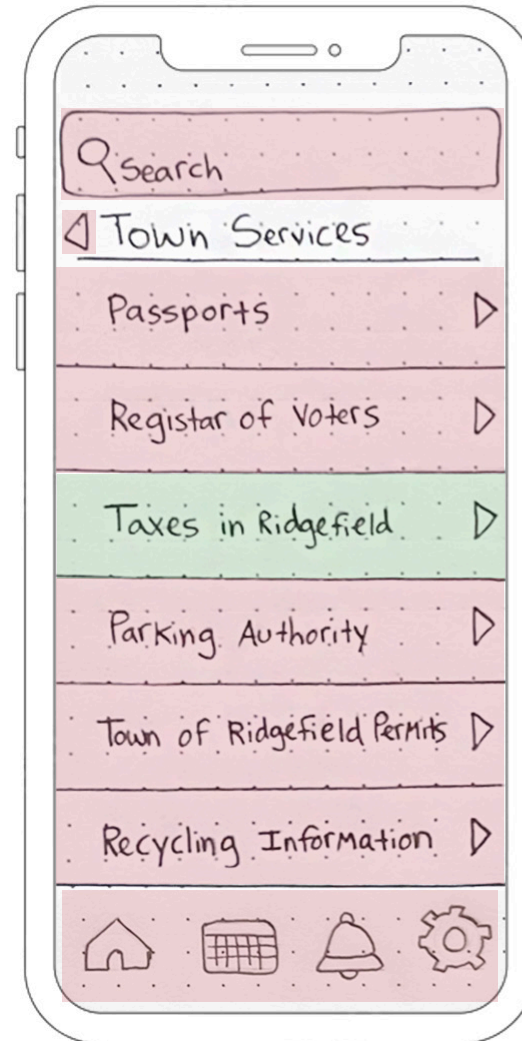 Search
Town Services
Passports
Registar of Voters
Taxes in Ridgefield
Parking Authority
Town of Ridgefield Permits
Recycling Information